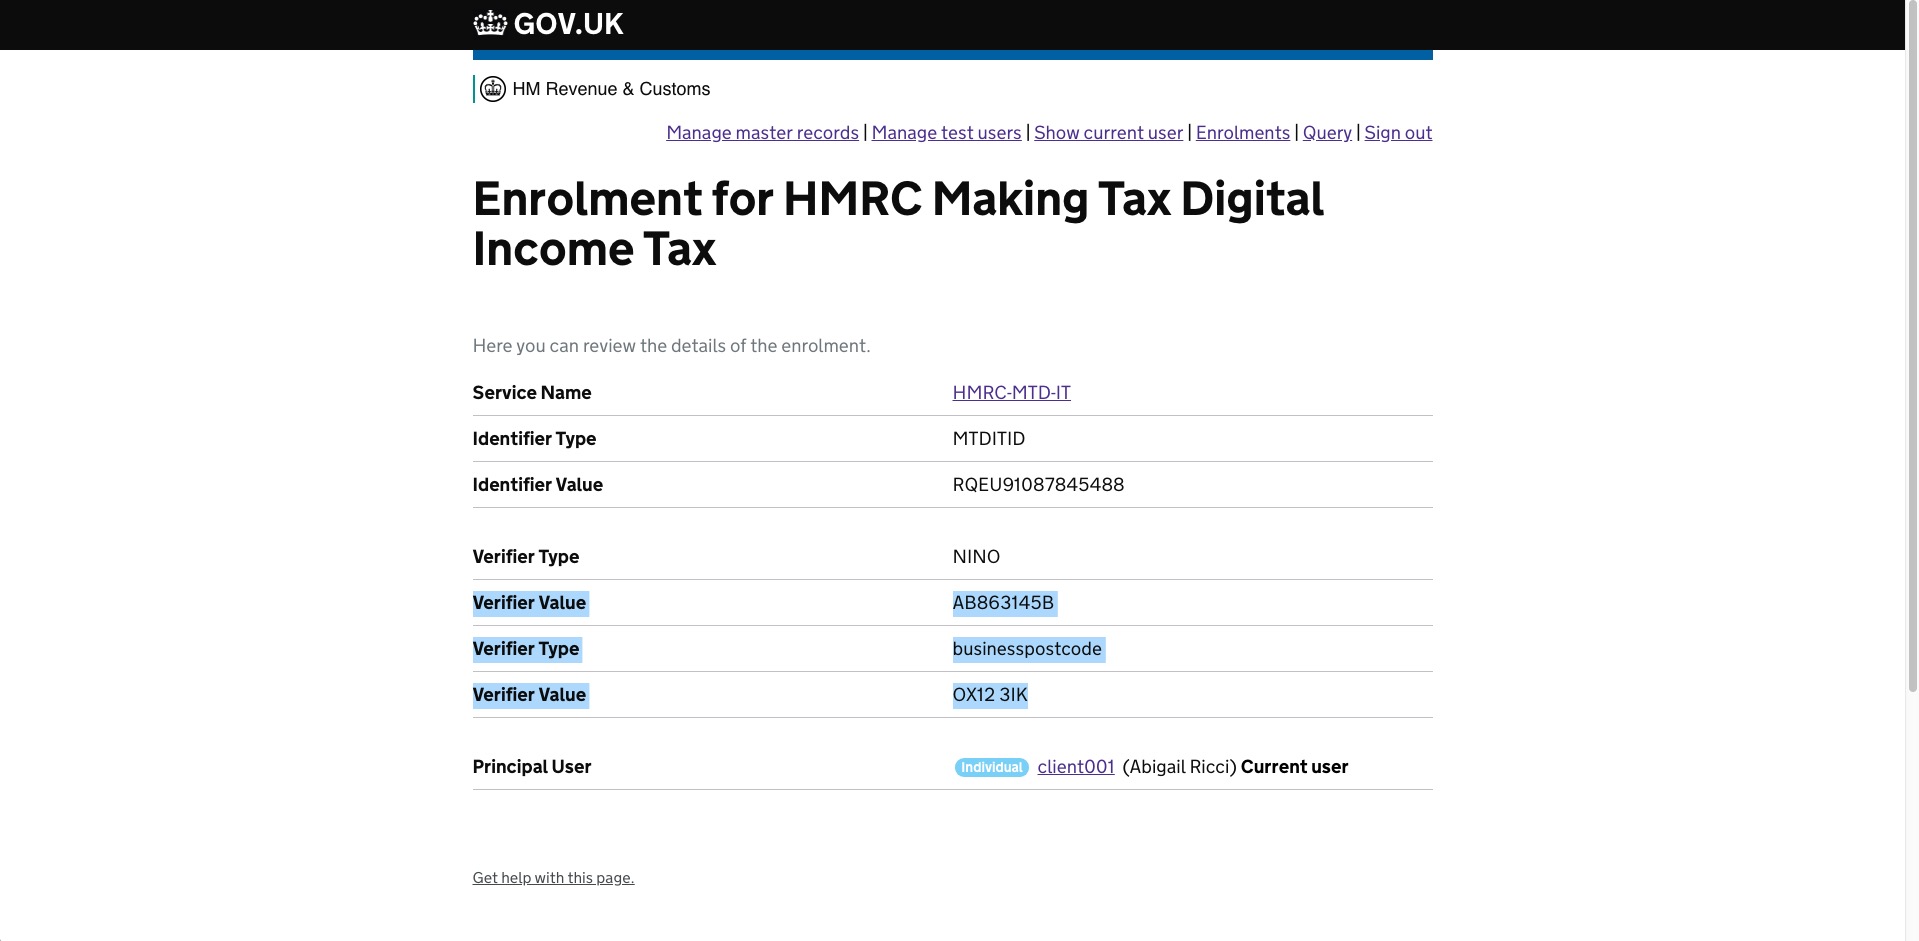 GOV.UK
HM Revenue & Customs
Manage master records | Manage test users | Show current user | Enrolments | Query | Sign out
Enrolment for HMRC Making Tax Digital
Income Tax
Here you can review the details of the enrolment.
Service Name HMRC-MTD-IT
Identifier Type MTDITID
Identifier Value RQEU91087845488
Verifier Type NINO
Verifier Value AB863145B
Verifier Type businesspostcode
Verifier Value OX12 3IK
Principal User Individual client001 (Abigail Ricci) Current user
Get help with this page.